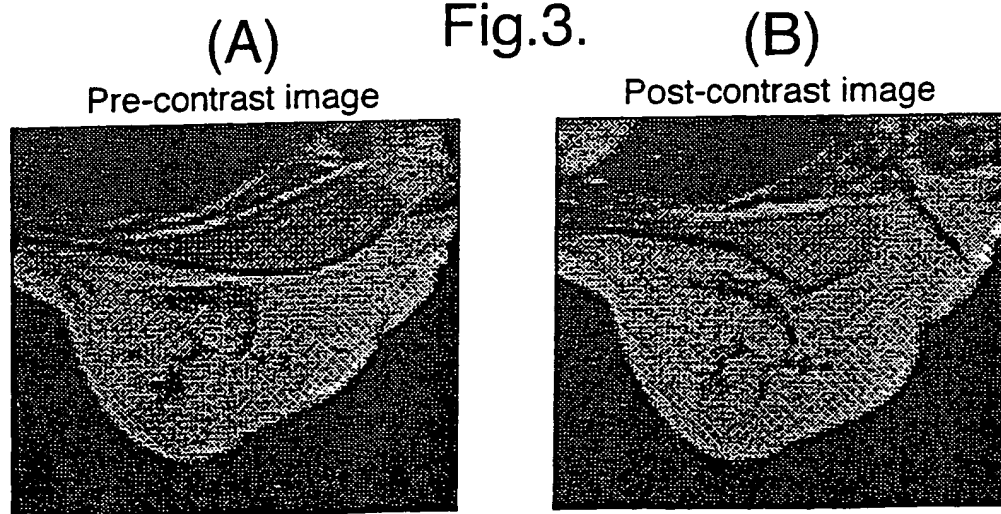 Fig.3.
(A)
Pre-contrast image
(B)
Post-contrast image